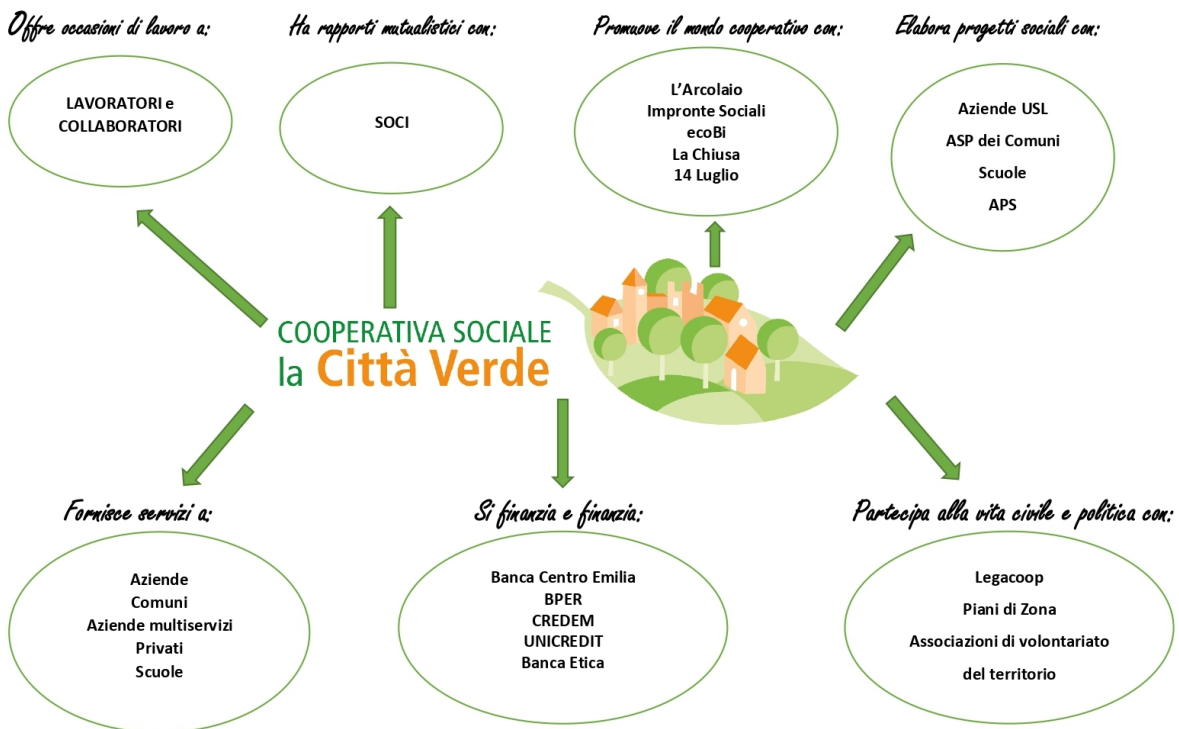 Offre occasioni di lavoro a:
LAVORATORI e
COLLABORATORI
Ha rapporti mutualistici con:
SOCI
Promuove il mondo cooperativo con:
L'Arcolaio
Impronte Sociali
ecoBi
La Chiusa
14 Luglio
Elabora progetti sociali con:
Aziende USL
ASP dei Comuni
Scuole
APS
COOPERATIVA SOCIALE
la Città Verde
Fornisce servizi a:
Aziende
Comuni
Aziende multiservizi
Privati
Scuole
Si finanzia e finanzia:
Banca Centro Emilia
BPER
CREDEM
UNICREDIT
Banca Etica
Partecipa alla vita civile e politica con:
Legacoop
Piani di Zona
Associazioni di volontariato
del territorio